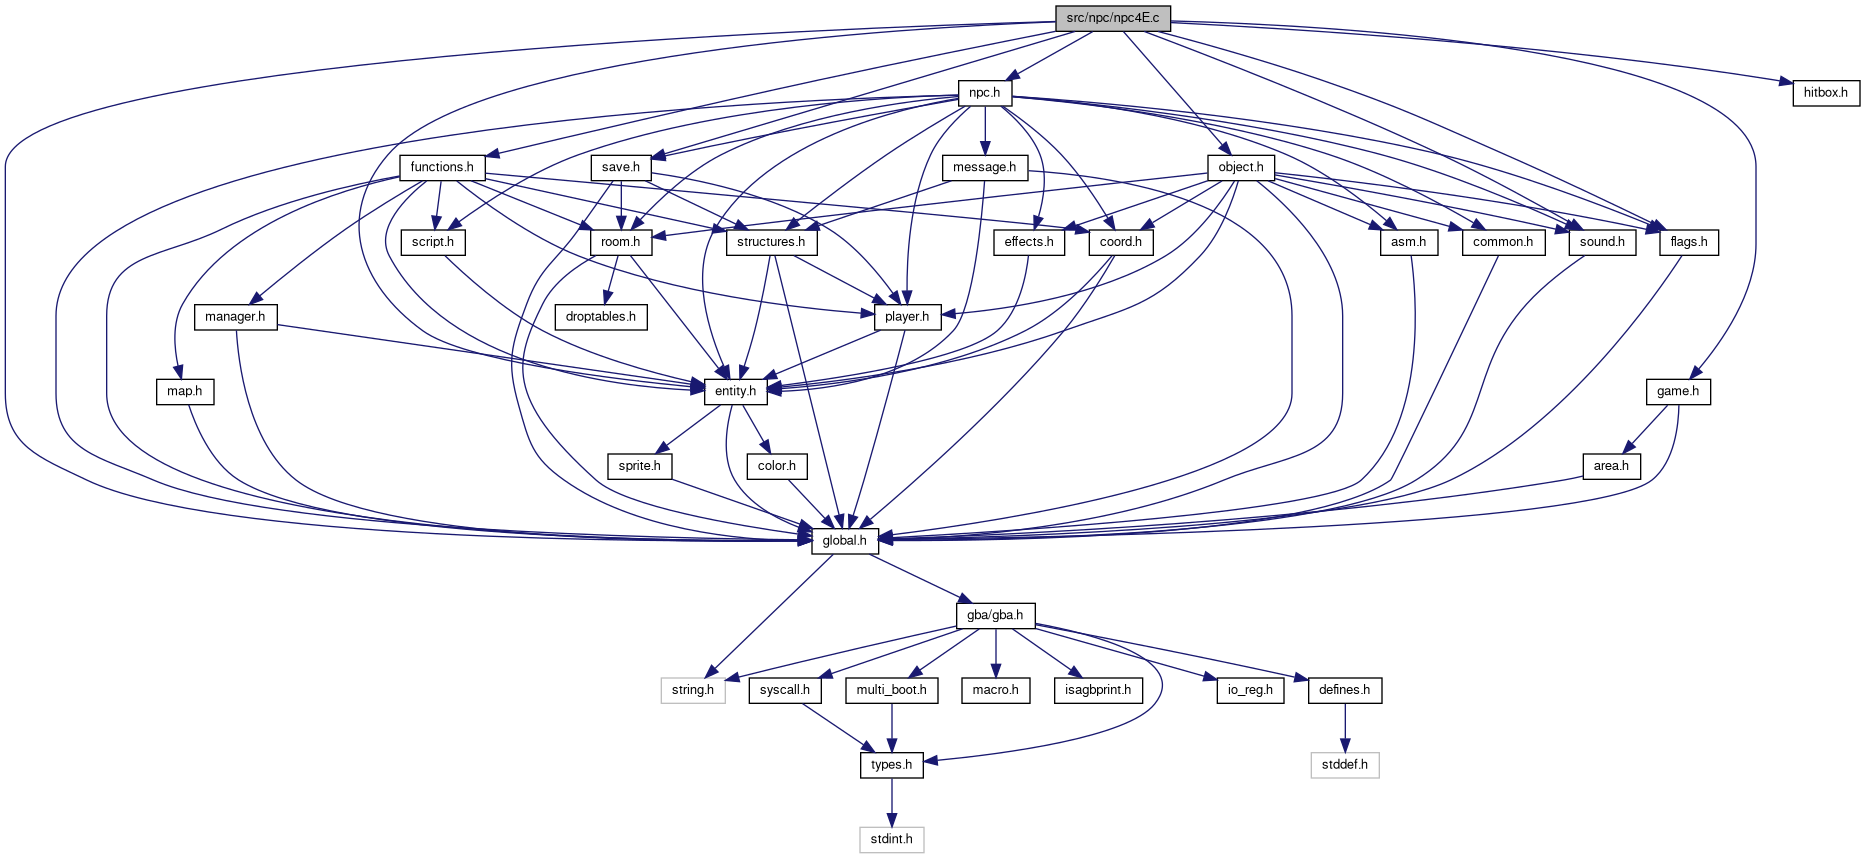 src/npc/npc4E.c
npc.h
hitbox.h
functions.h
save.h
message.h
object.h
script.h
room.h
structures.h
effects.h
coord.h
asm.h
common.h
sound.h
flags.h
manager.h
droptables.h
player.h
map.h
entity.h
game.h
sprite.h
color.h
area.h
global.h
gba/gba.h
string.h
syscall.h
multi_boot.h
macro.h
isagbprint.h
io_reg.h
defines.h
types.h
stddef.h
stdint.h